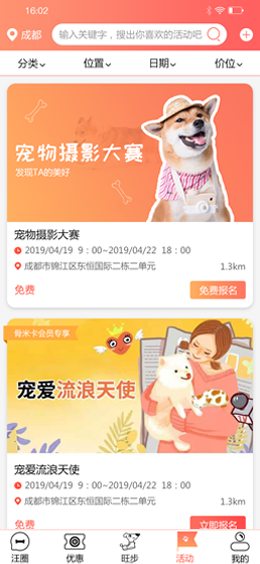 16:02
成都
输入关键字，搜出你喜欢的活动吧
分类
位置
日期
价位
宠物摄影大赛
发现TA的美好
宠物摄影大赛
2019/04/19 9：00~2019/04/22 18：00
成都市锦江区东恒国际二栋二单元
1.3km
免费
免费报名
骨米卡会员专享
宠爱流浪天使
宠爱流浪天使
2019/04/19 9：00~2019/04/22 18：00
成都市锦江区东恒国际二栋二单元
1.3km
免费
立即报名
汪圈
优惠
旺步
活动
我的